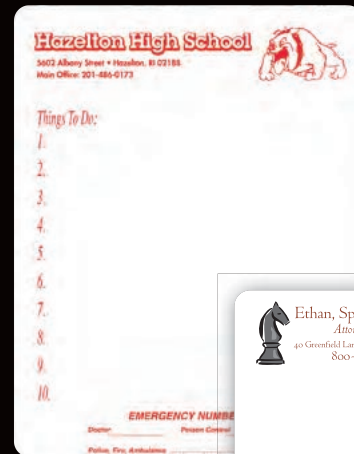 Hazelton High School
5602 Albany Street • Hazelton, RI 02188
Main Office: 201-486-0173
Things To Do:
1.
2.
3.
4.
5.
6.
7.
8.
9.
10.
EMERGENCY NUMBE
Doctor
Poison Control
Police, Fire, Ambulance
Ethan, Sp
Attor
40 Greenfield Lan
800-